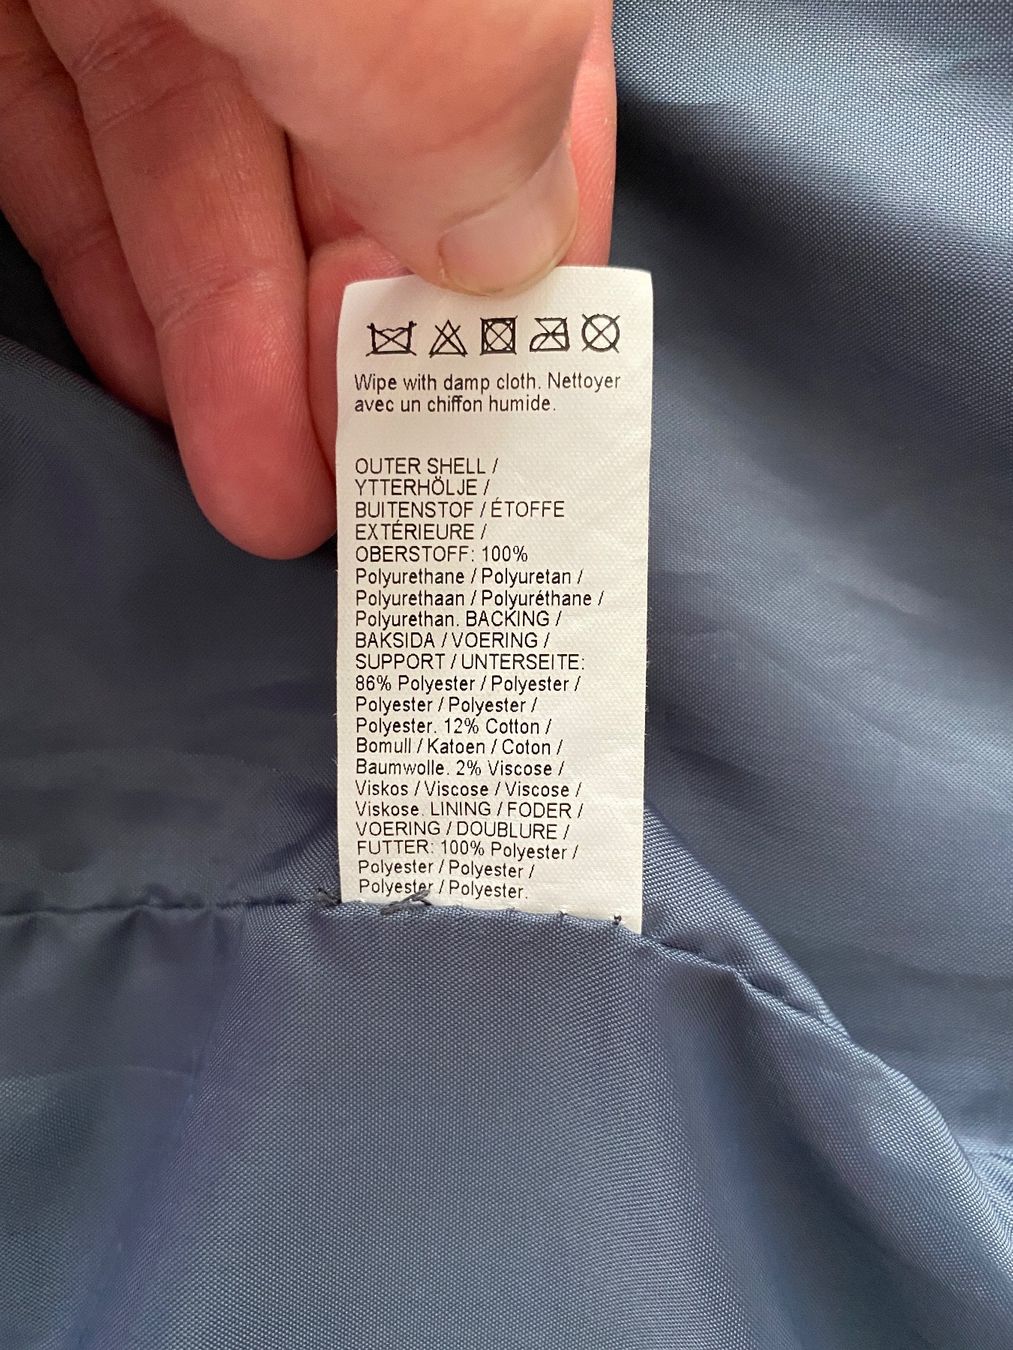 Wipe with damp cloth. Nettoyer
avec un chiffon humide.
OUTER SHELL /
YTTERHÖLJE /
BUITENSTOF / ÉTOFFE
EXTÉRIEURE /
OBERSTOFF: 100%
Polyurethane / Polyuretan /
Polyurethaan / Polyuréthane /
Polyurethan. BACKING /
BAKSIDA / VOERING /
SUPPORT / UNTERSEITE:
86% Polyester / Polyester /
Polyester / Polyester /
Polyester. 12% Cotton /
Bomull / Katoen / Coton /
Baumwolle. 2% Viscose /
Viskos / Viscose / Viscose /
Viskose. LINING / FODER /
VOERING / DOUBLURE /
FUTTER: 100% Polyester /
Polyester / Polyester /
Polyester / Polyester.